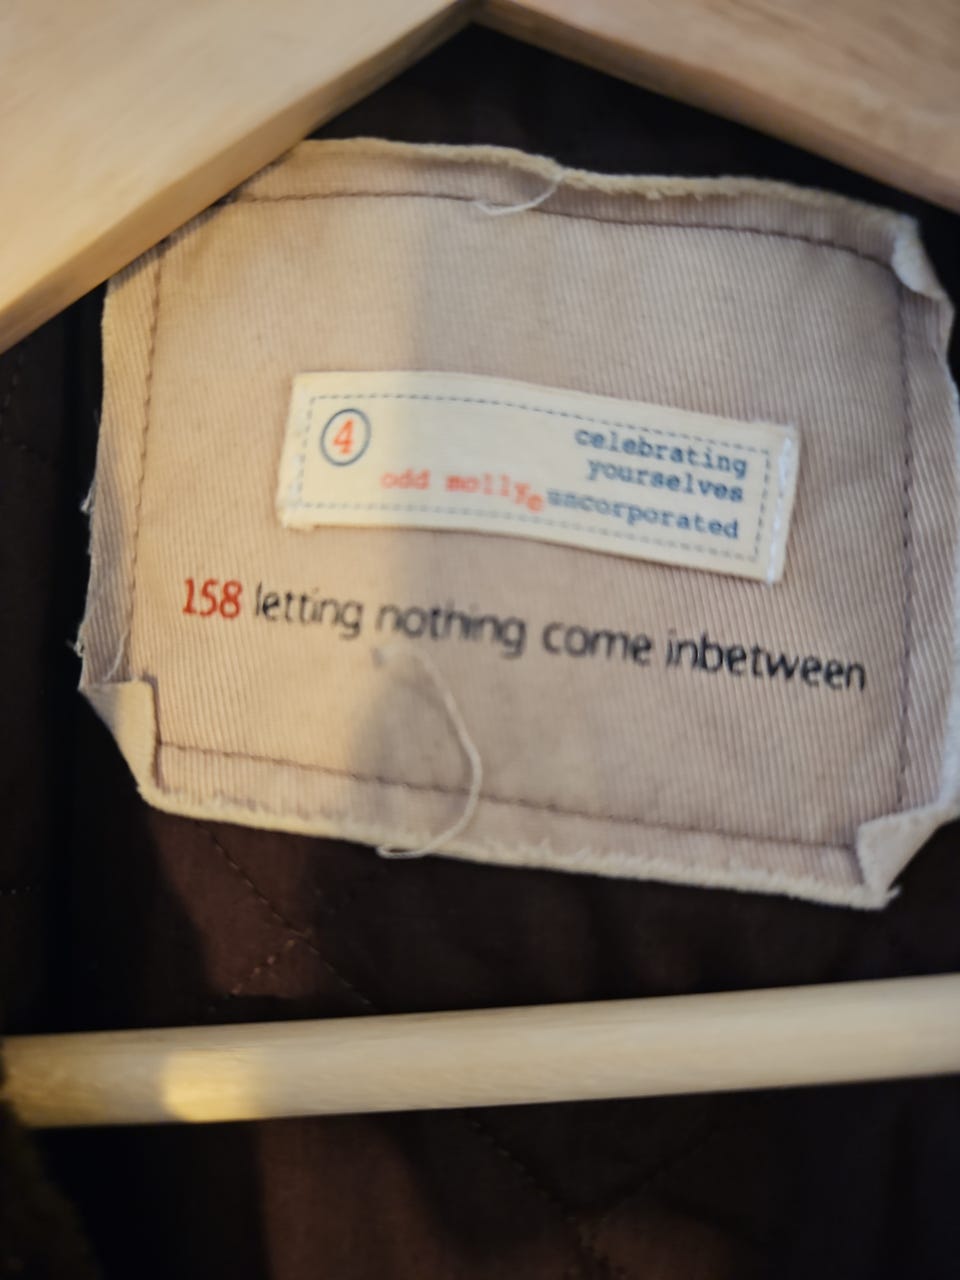 4
celebrating
yourselves
odd mollye uncorporated
158 letting nothing come inbetween